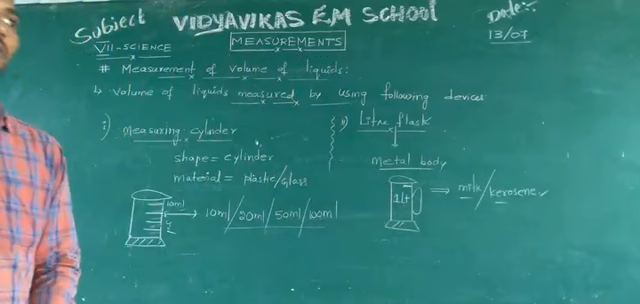 Subject VIDYAVIKAS E.M SCHOOL Date:-
13/07
VII-SCIENCE
MEASUREMENTS
# Measurement of volume of liquids:
↳ volume of liquids measured by using following devices
i) measuring cylinder
shape = cylinder
material = plastic/glass
10ml
10ml/20ml/50ml/100ml
ii) Litre flask
metal body
1Lt ⇒ milk/kerosene